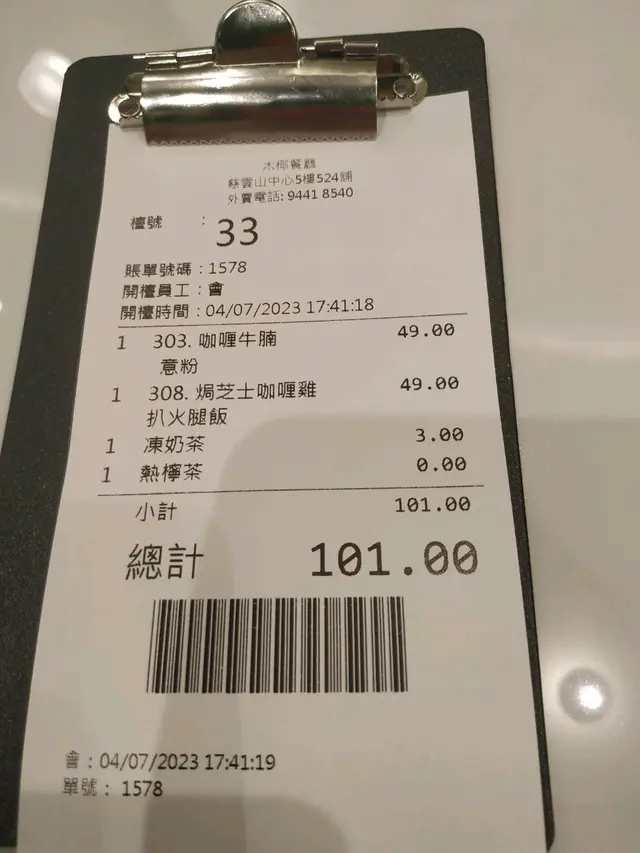 木椰餐廳
慈雲山中心5樓524舖
外賣電話: 9441 8540
檯號 : 33
賬單號碼 : 1578
開檯員工 : 會
開檯時間 : 04/07/2023 17:41:18
1 303. 咖喱牛腩 49.00
意粉
1 308. 焗芝士咖喱雞 49.00
扒火腿飯
1 凍奶茶 3.00
1 熱檸茶 0.00
小計 101.00
總計 101.00
會 : 04/07/2023 17:41:19
單號 : 1578